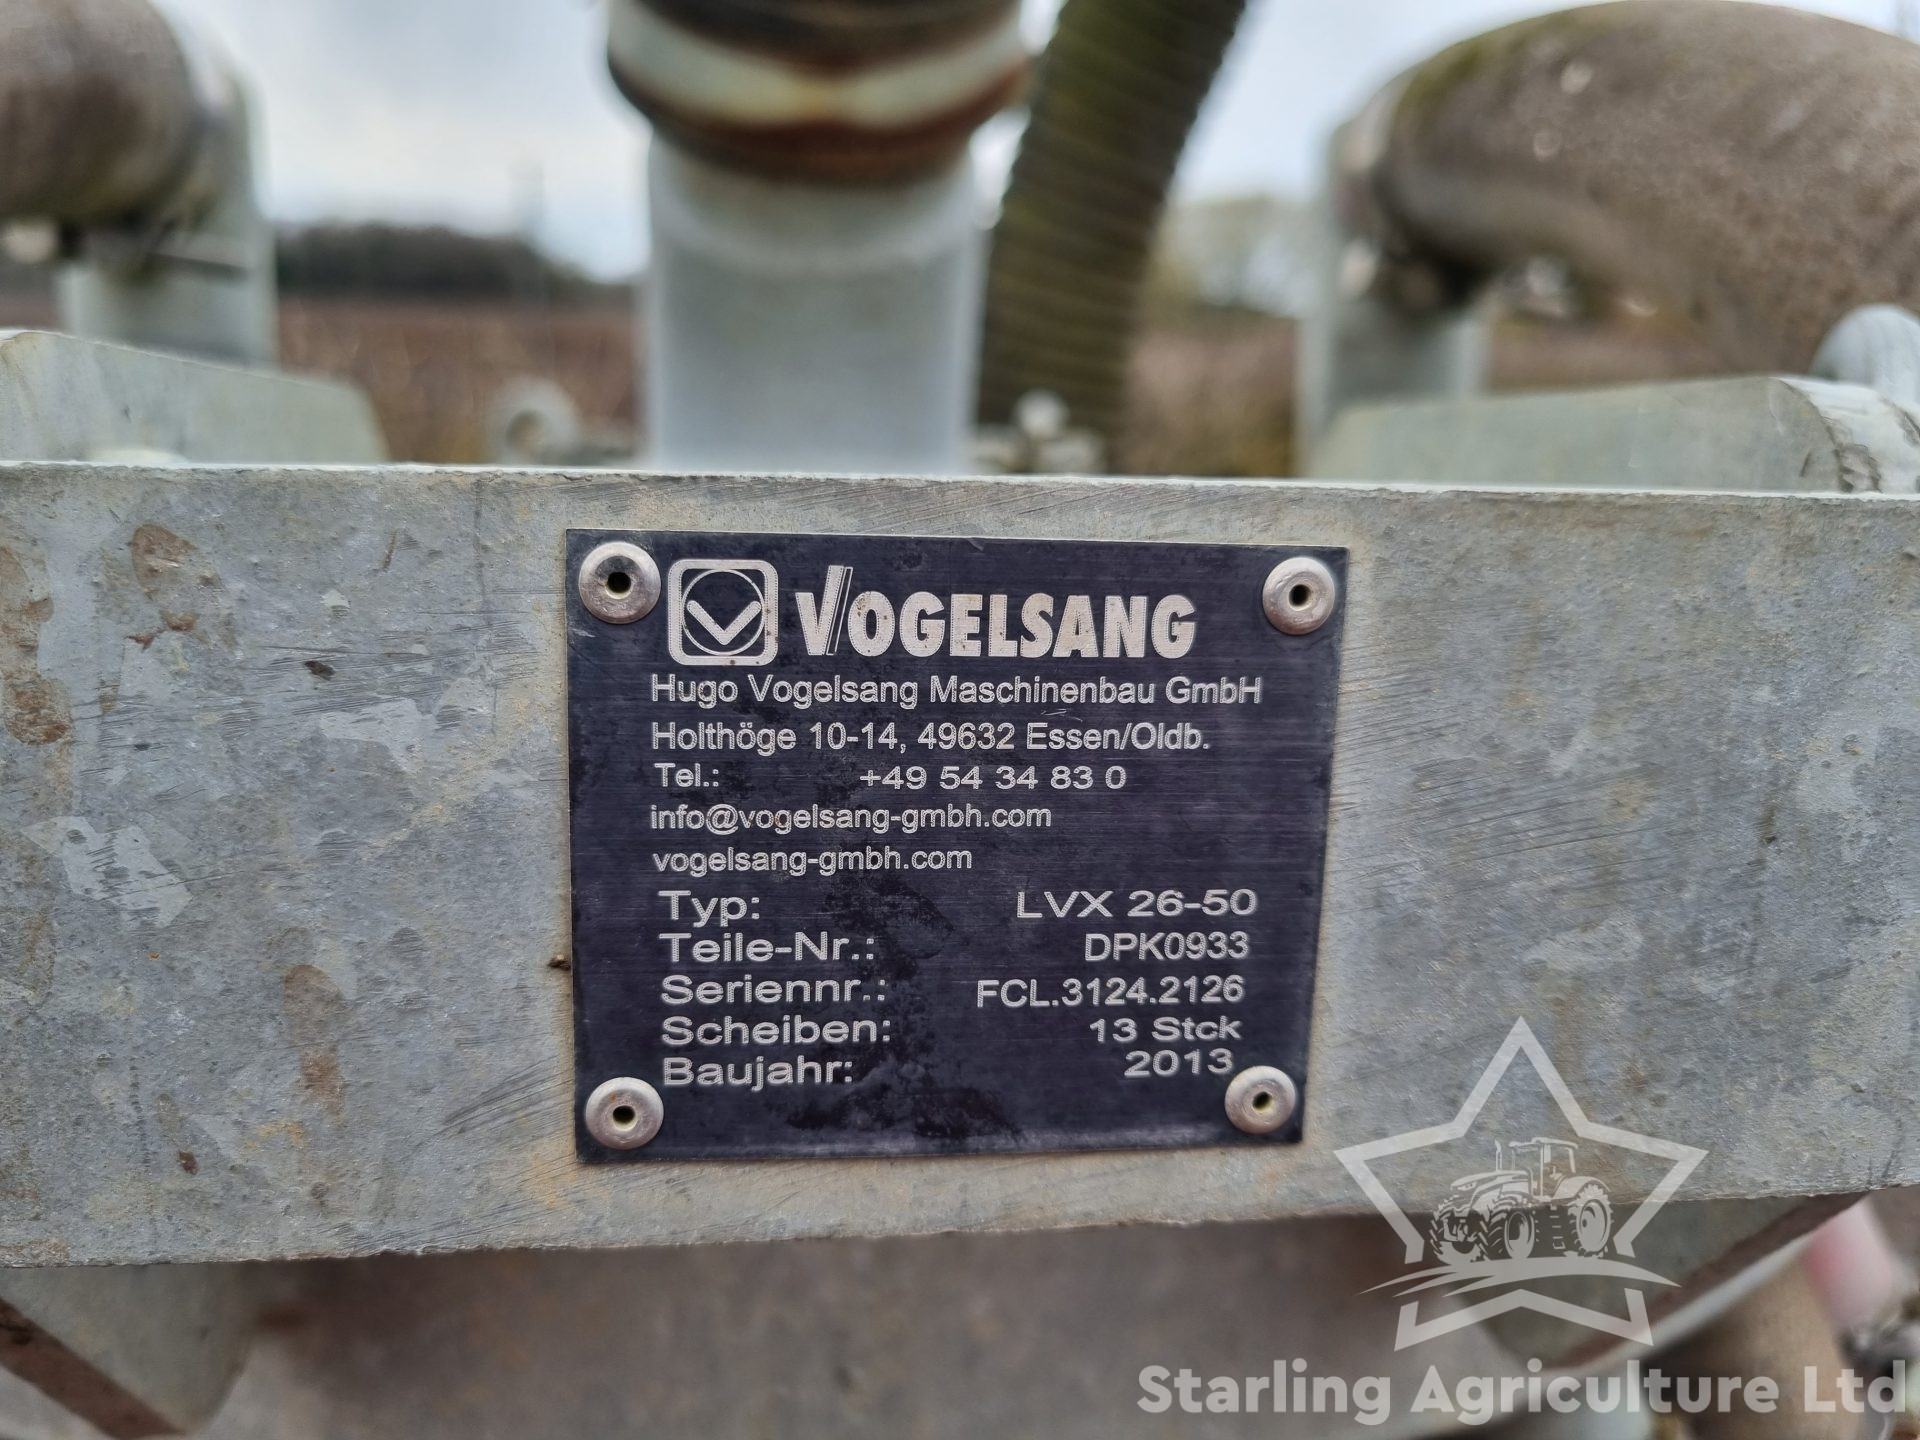 VOGELSANG
Hugo Vogelsang Maschinenbau GmbH
Holthöge 10-14, 49632 Essen/Oldb.
Tel.: +49 54 34 83 0
info@vogelsang-gmbh.com
vogelsang-gmbh.com
Typ: LVX 26-50
Teile-Nr.: DPK0933
Seriennr.: FCL.3124.2126
Scheiben: 13 Stck
Baujahr: 2013
Starling Agriculture Ltd